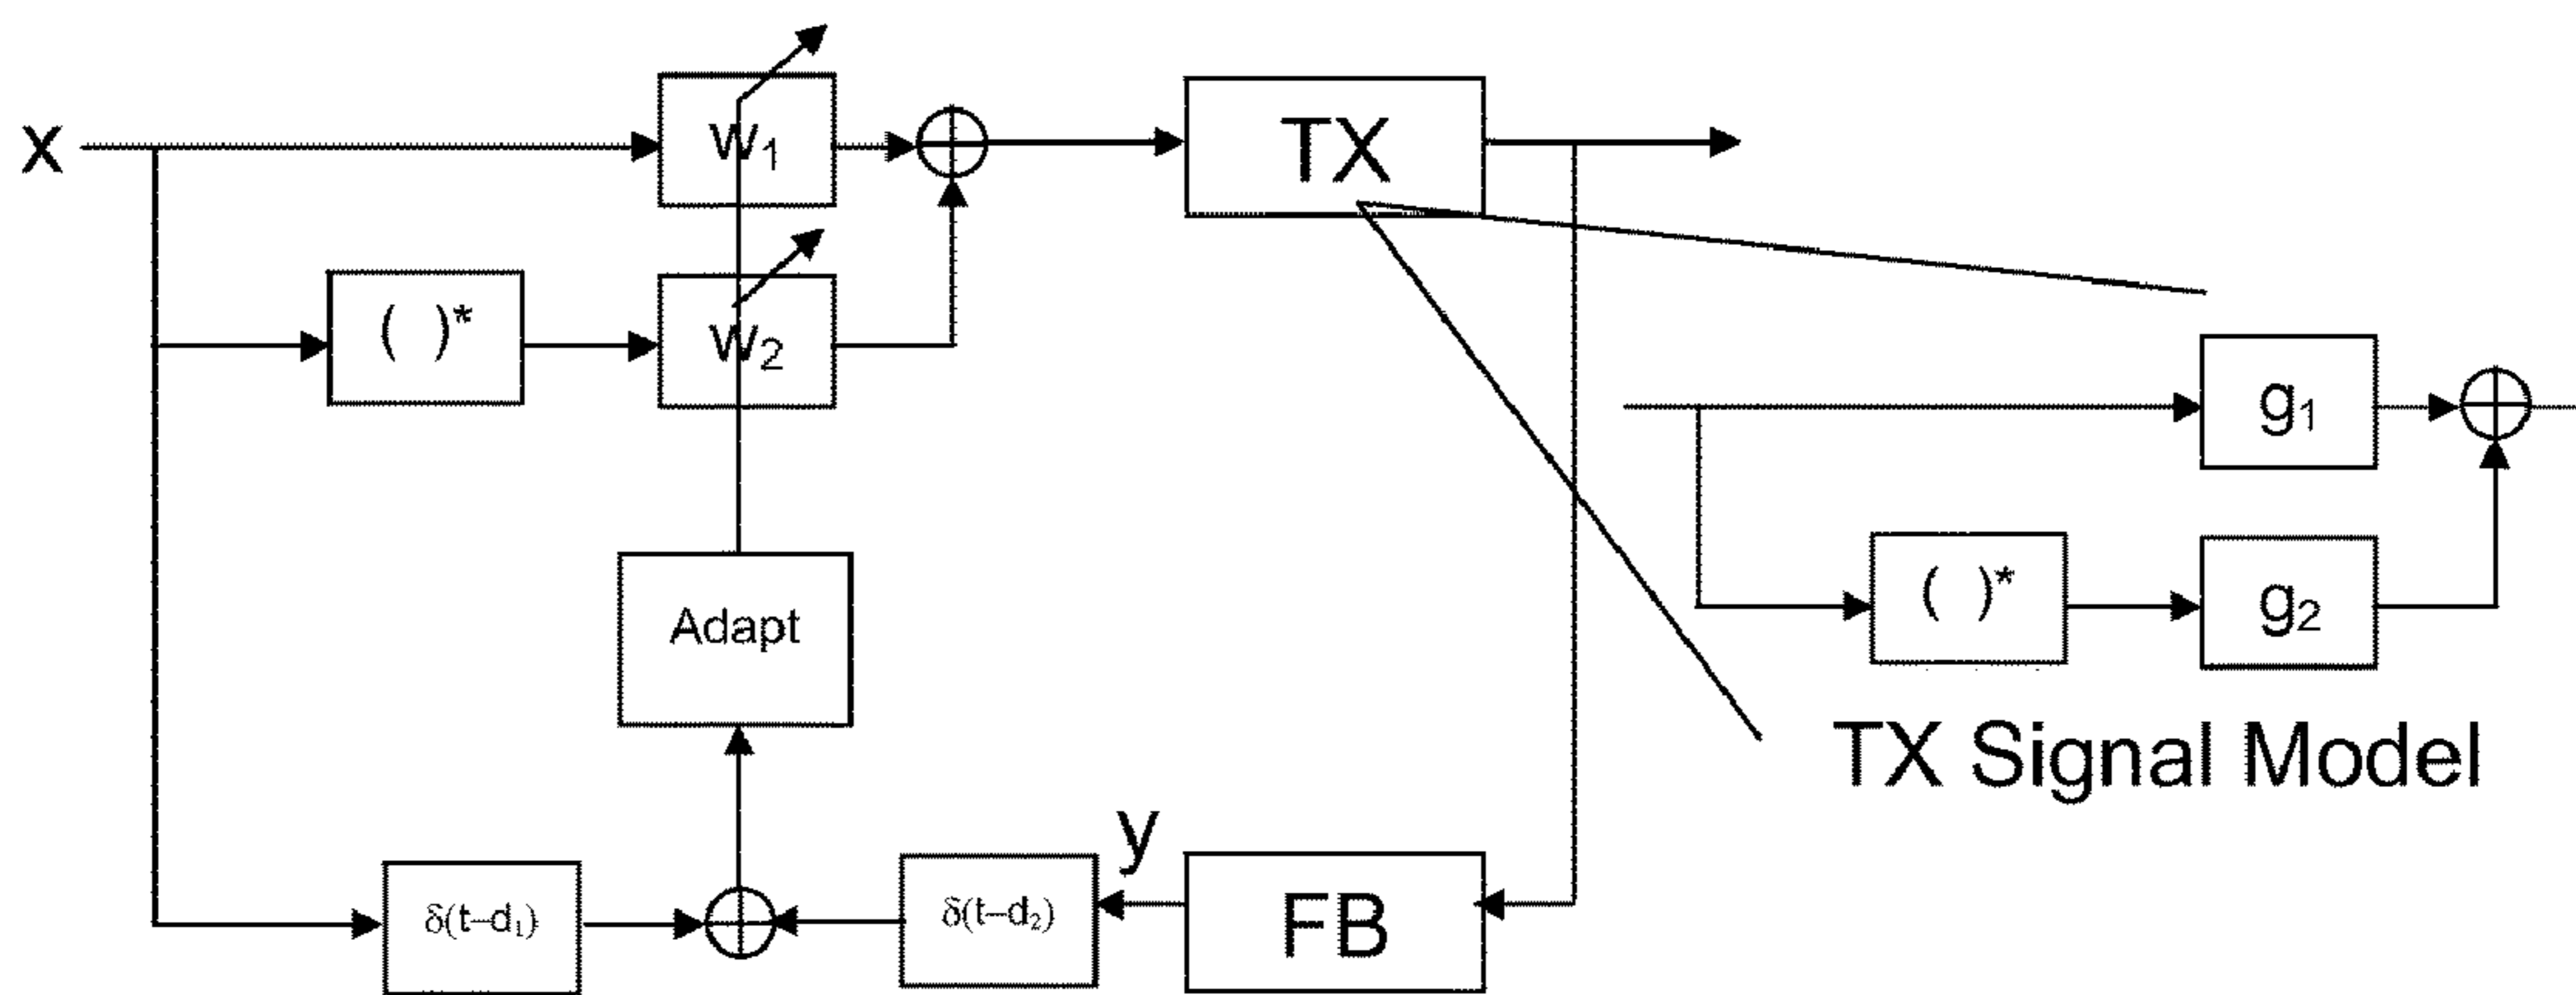 x
w₁
TX
( )*
w₂
g₁
Adapt
( )*
g₂
TX Signal Model
y
δ(t–d₁)
δ(t–d₂)
FB